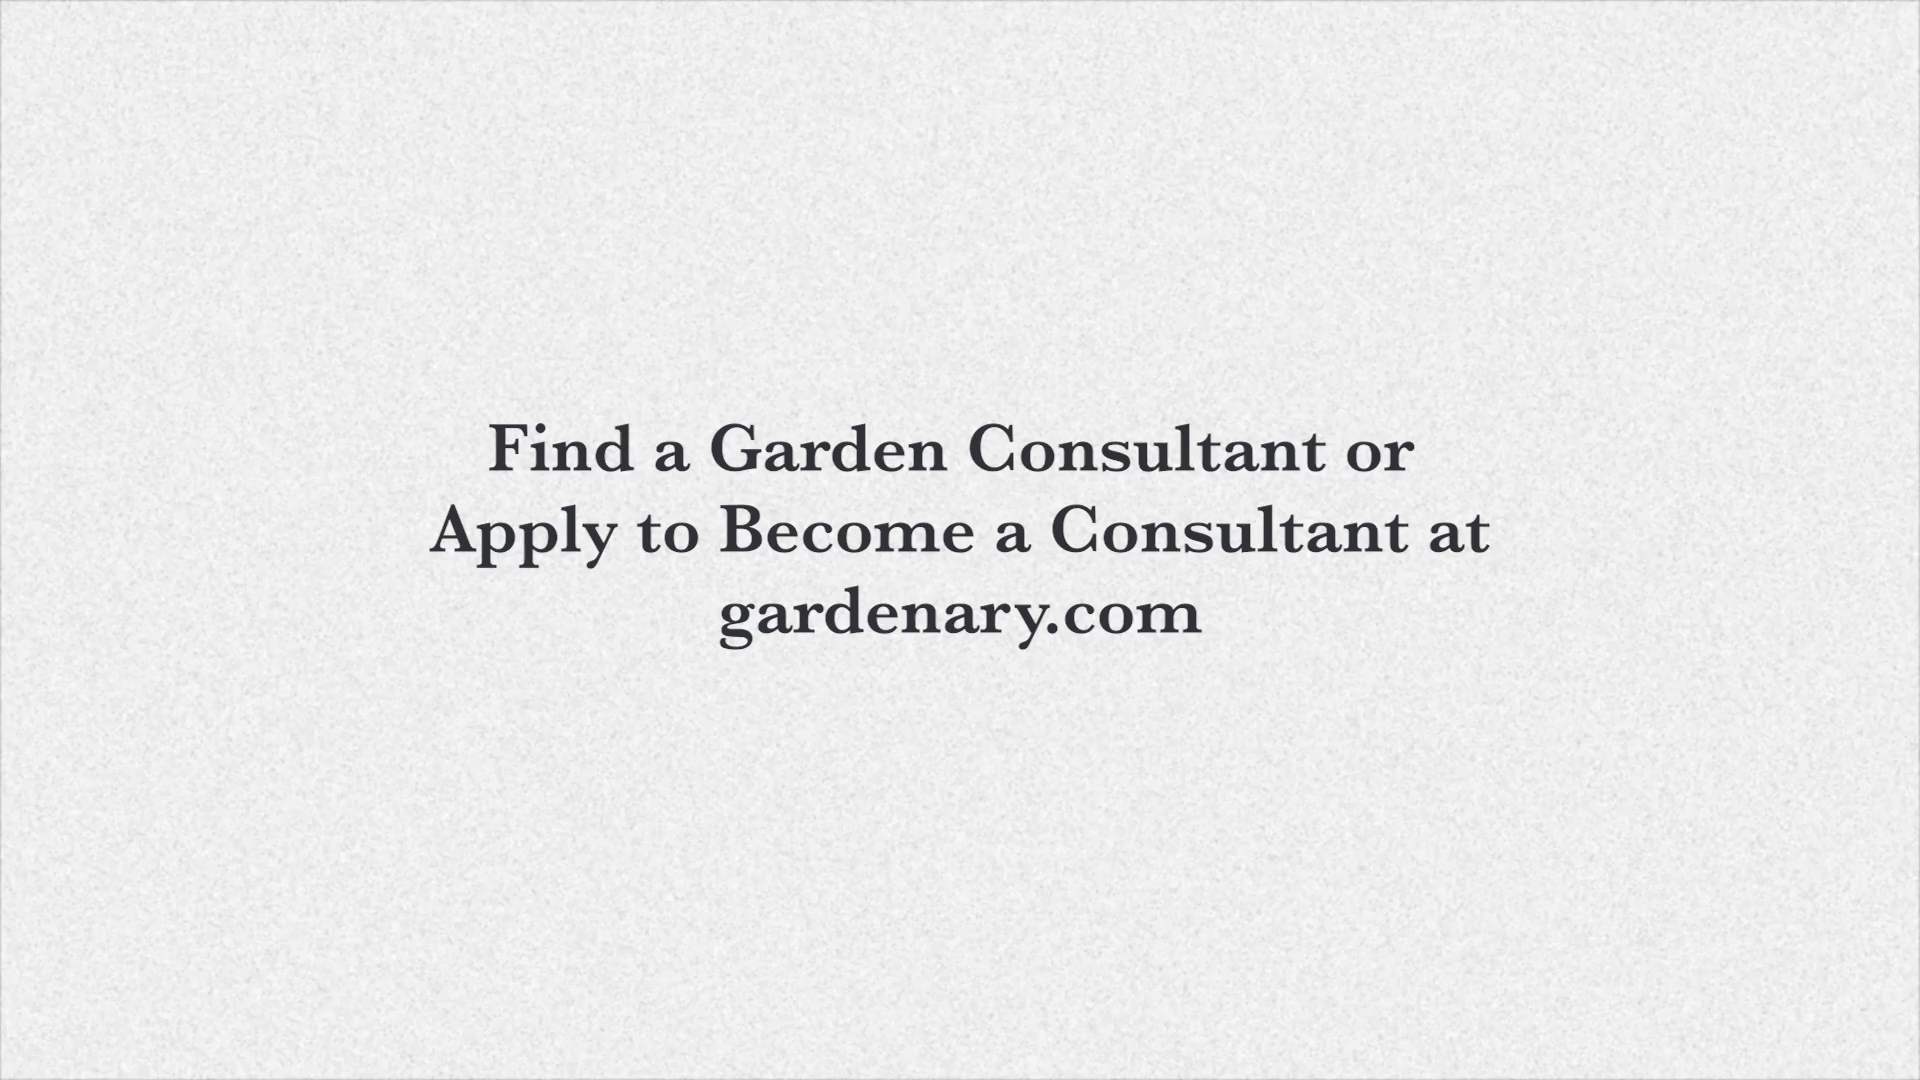 Find a Garden Consultant or
Apply to Become a Consultant at
gardenary.com